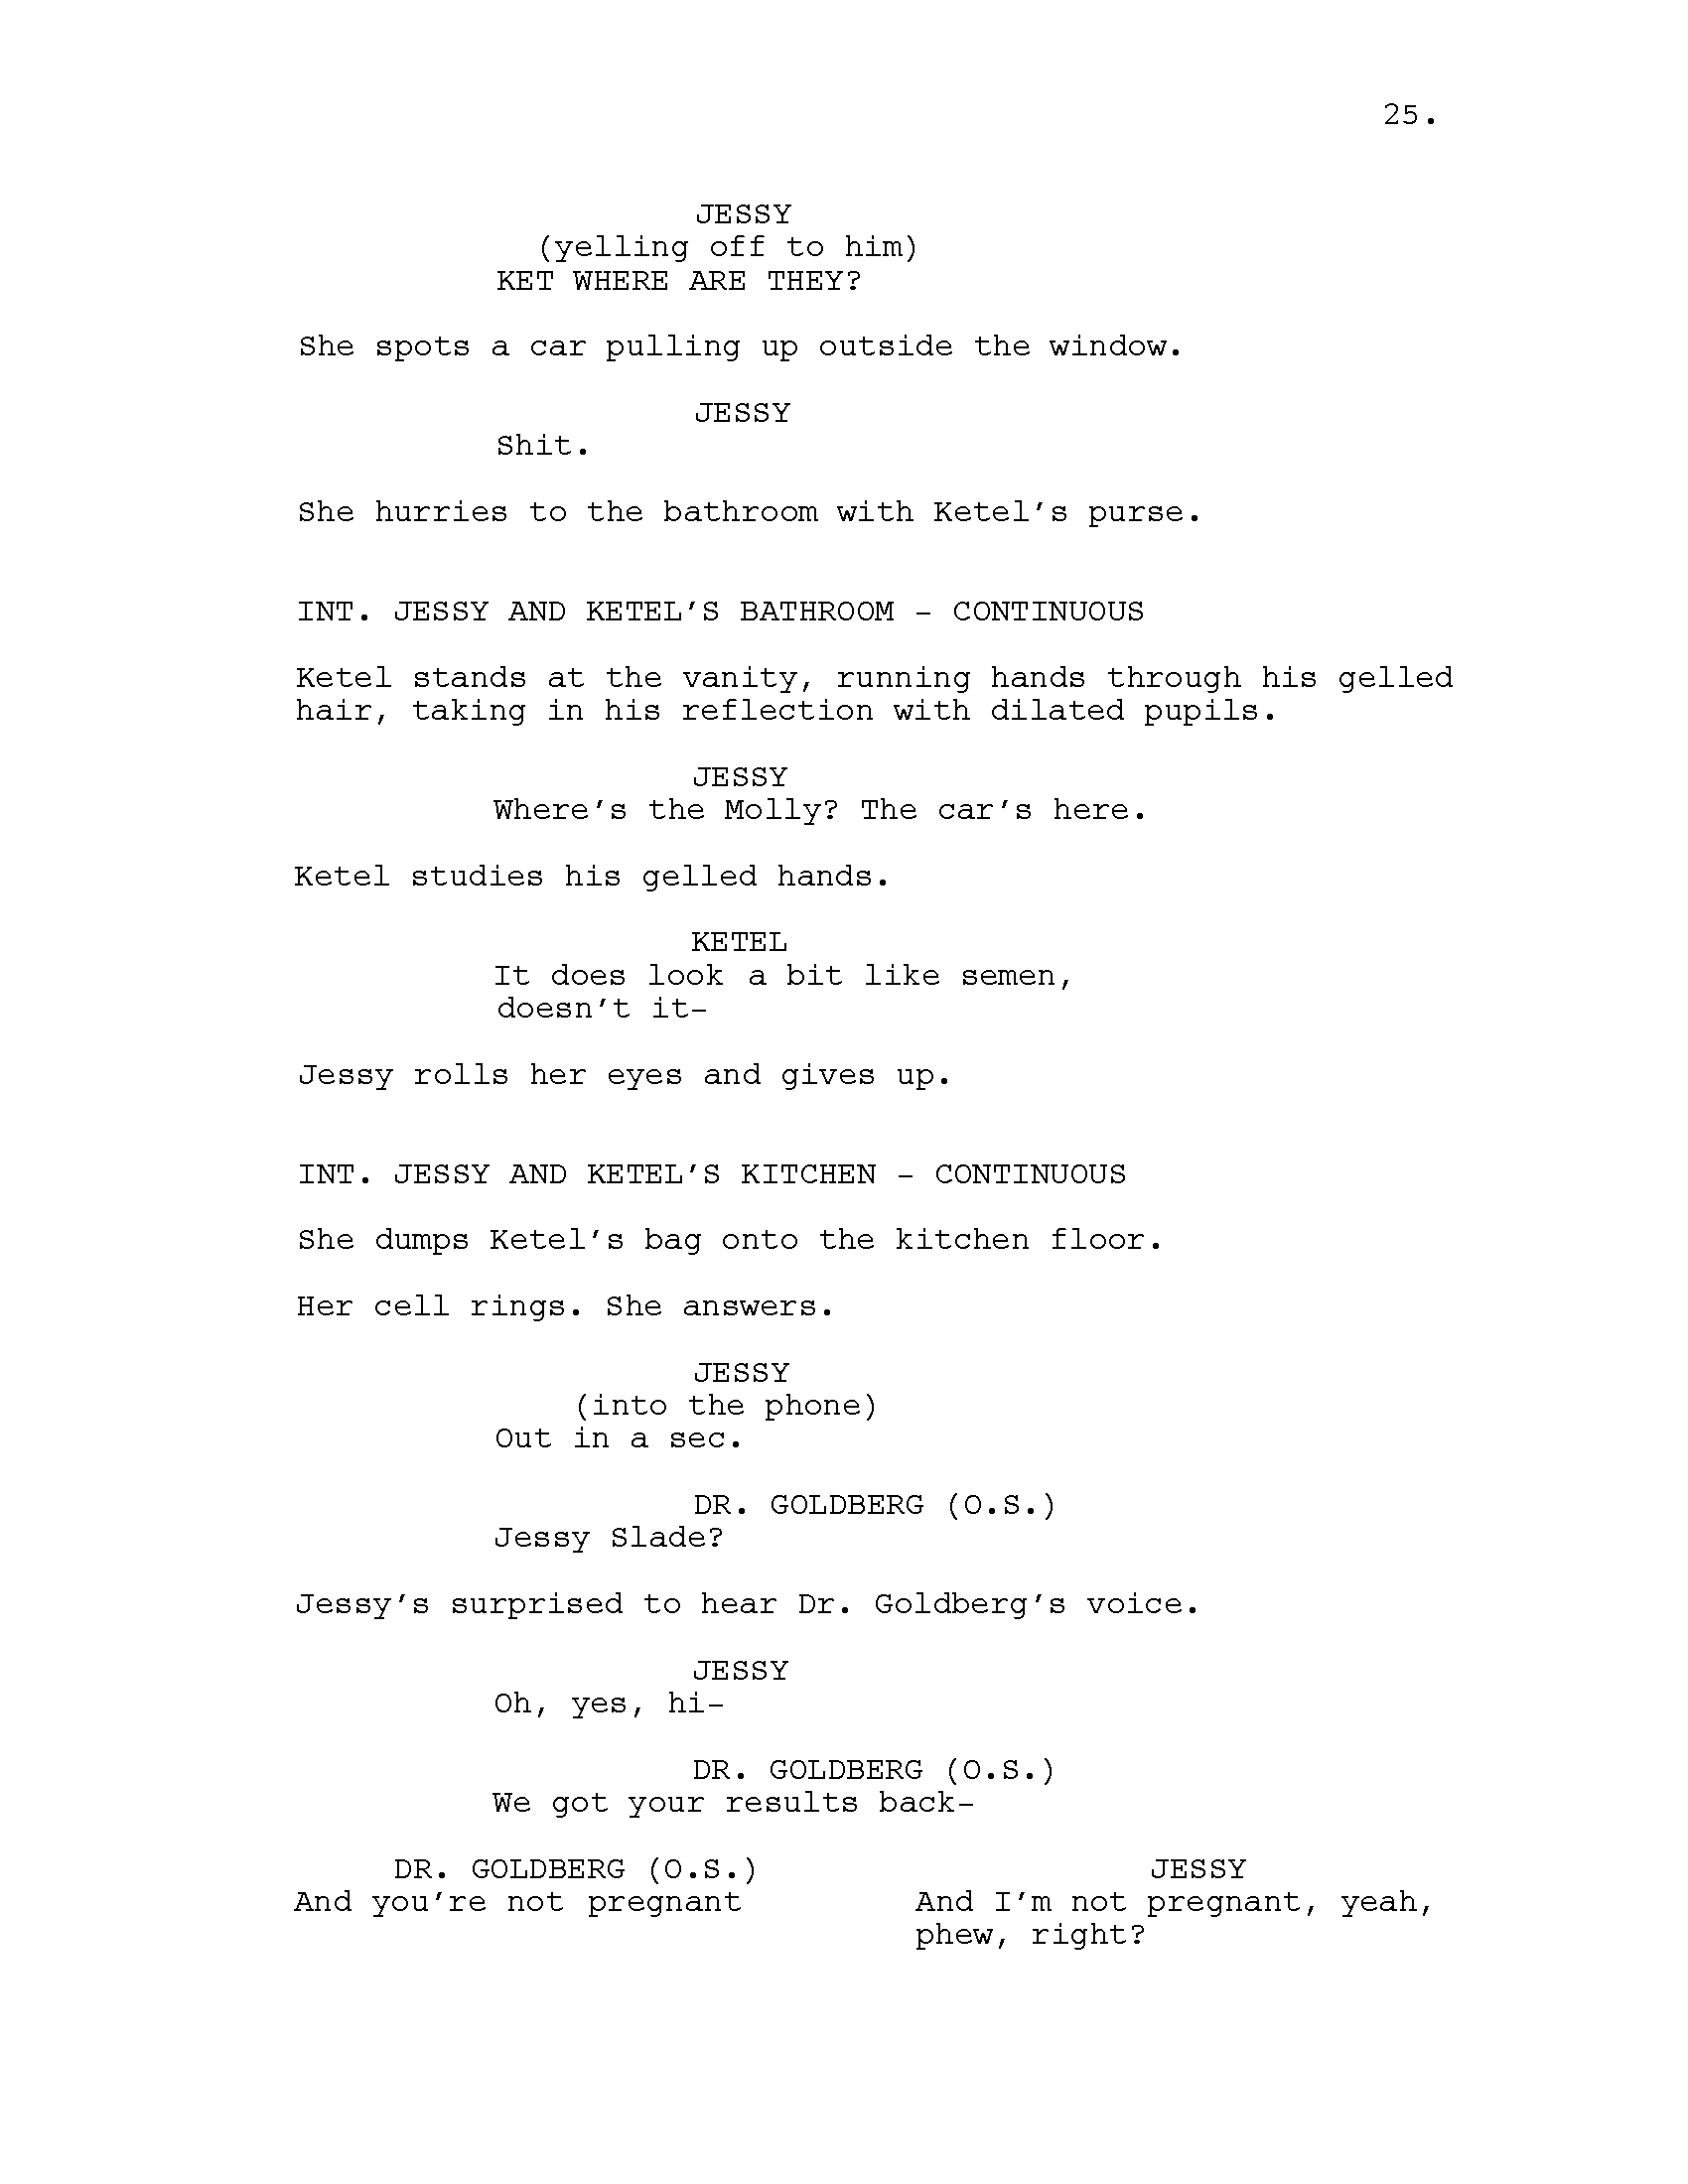 25.
JESSY
(yelling off to him)
KET WHERE ARE THEY?
She spots a car pulling up outside the window.
JESSY
Shit.
She hurries to the bathroom with Ketel's purse.
INT. JESSY AND KETEL'S BATHROOM - CONTINUOUS
Ketel stands at the vanity, running hands through his gelled
hair, taking in his reflection with dilated pupils.
JESSY
Where's the Molly? The car's here.
Ketel studies his gelled hands.
KETEL
It does look a bit like semen,
doesn't it-
Jessy rolls her eyes and gives up.
INT. JESSY AND KETEL'S KITCHEN - CONTINUOUS
She dumps Ketel's bag onto the kitchen floor.
Her cell rings. She answers.
JESSY
(into the phone)
Out in a sec.
DR. GOLDBERG (O.S.)
Jessy Slade?
Jessy's surprised to hear Dr. Goldberg's voice.
JESSY
Oh, yes, hi-
DR. GOLDBERG (O.S.)
We got your results back-
DR. GOLDBERG (O.S.)
And you're not pregnant
JESSY
And I'm not pregnant, yeah,
phew, right?